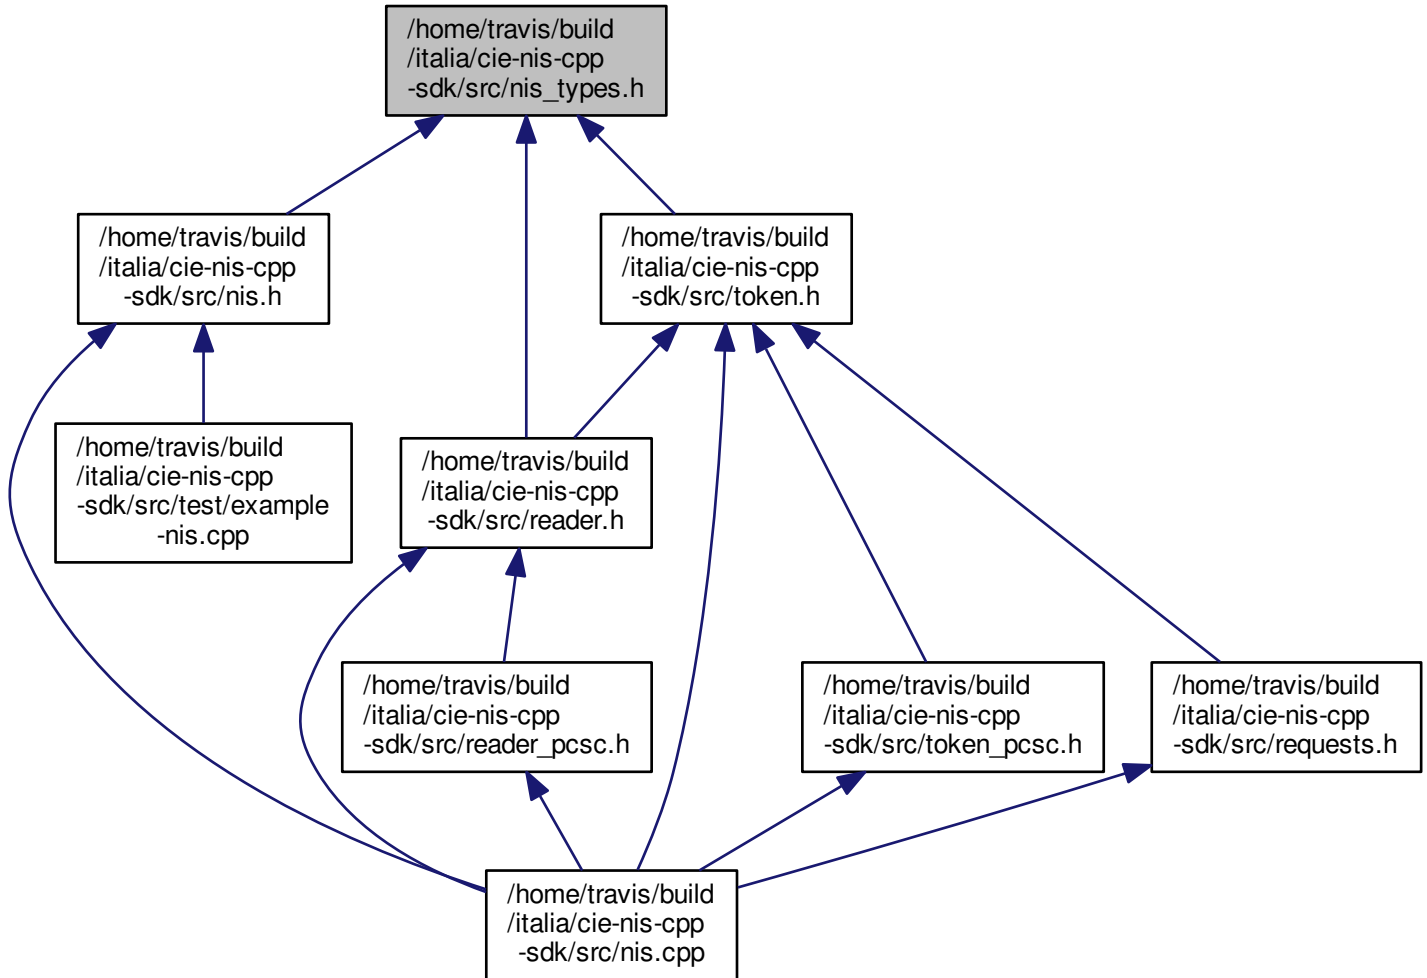 /home/travis/build
/italia/cie-nis-cpp
-sdk/src/nis_types.h
/home/travis/build
/italia/cie-nis-cpp
-sdk/src/nis.h
/home/travis/build
/italia/cie-nis-cpp
-sdk/src/token.h
/home/travis/build
/italia/cie-nis-cpp
-sdk/src/test/example
-nis.cpp
/home/travis/build
/italia/cie-nis-cpp
-sdk/src/reader.h
/home/travis/build
/italia/cie-nis-cpp
-sdk/src/reader_pcsc.h
/home/travis/build
/italia/cie-nis-cpp
-sdk/src/token_pcsc.h
/home/travis/build
/italia/cie-nis-cpp
-sdk/src/requests.h
/home/travis/build
/italia/cie-nis-cpp
-sdk/src/nis.cpp